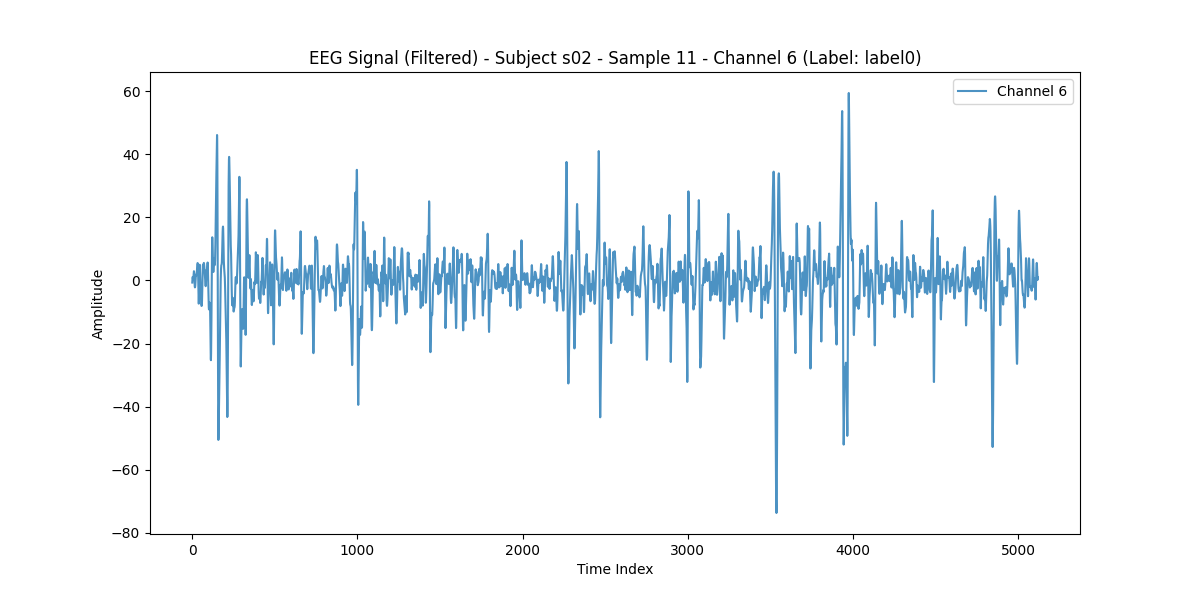 EEG Signal (Filtered) - Subject s02 - Sample 11 - Channel 6 (Label: label0)
Channel 6
60
40
20
0
−20
−40
−60
−80
Amplitude
0 1000 2000 3000 4000 5000
Time Index